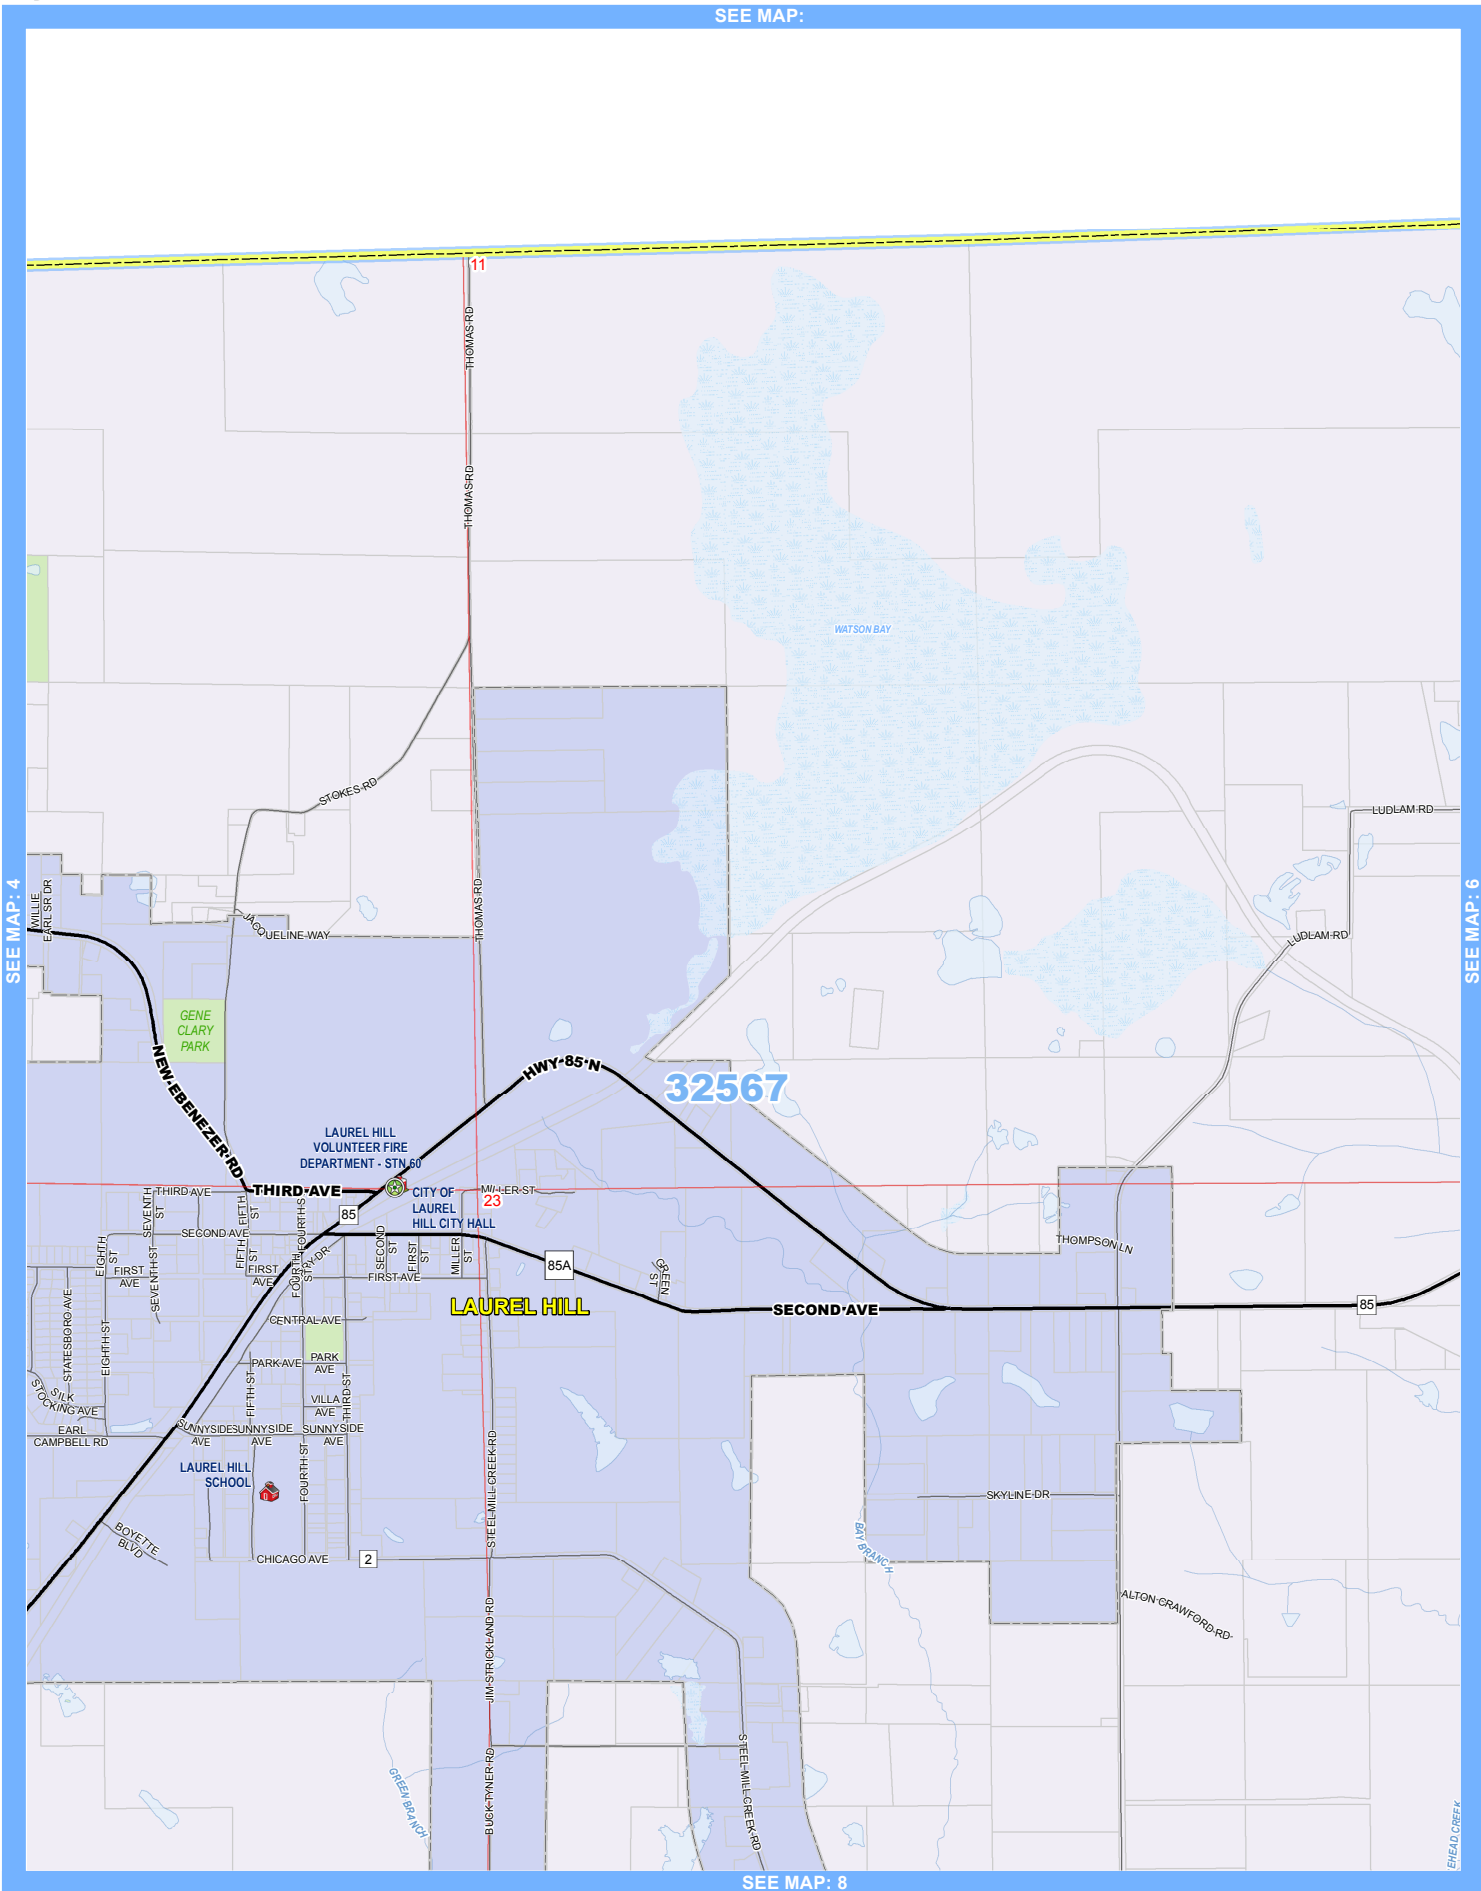 SEE MAP:
11
THOMAS RD
THOMAS RD
WATSON BAY
STOKES RD
LUDLAM RD
SEE MAP: 4
SEE MAP: 6
WILLIE
EARL SR DR
THOMAS RD
JACQUELINE WAY
LUDLAM RD
GENE
CLARY
PARK
NEW EBENEZER RD
HWY 85 N
32567
LAUREL HILL
VOLUNTEER FIRE
DEPARTMENT - STN 60
THIRD AVE
THIRD AVE
CITY OF
LAUREL
HILL CITY HALL
MILLER ST
23
SEVENTH
ST
FIFTH
ST
FOURTH S
85
SECOND AVE
SECOND
ST
FIRST
ST
MILLER
ST
THOMPSON LN
EIGHTH
ST
SEVENTH ST
FIFTH
ST
FOURTH
ST
FIRST
AVE
FIRST
AVE
FIRST AVE
85A
GREEN
ST
LAUREL HILL
SECOND AVE
85
STATESBORO AVE
EIGHTH ST
CENTRAL AVE
PARK AVE
PARK
AVE
SILK
STOCKING AVE
FIFTH ST
VILLA
AVE
THIRD ST
EARL
CAMPBELL RD
SUNNYSIDE
AVE
SUNNYSIDE
AVE
SUNNYSIDE
AVE
LAUREL HILL
SCHOOL
FOURTH ST
STEEL MILL CREEK RD
SKYLINE DR
BOYETTE
BLVD
CHICAGO AVE
2
BAY BRANCH
ALTON CRAWFORD RD
JIM STRICKLAND RD
GREEN BRANCH
BUCK TYNER RD
STEEL MILL CREEK RD
EHEAD CREEK
SEE MAP: 8